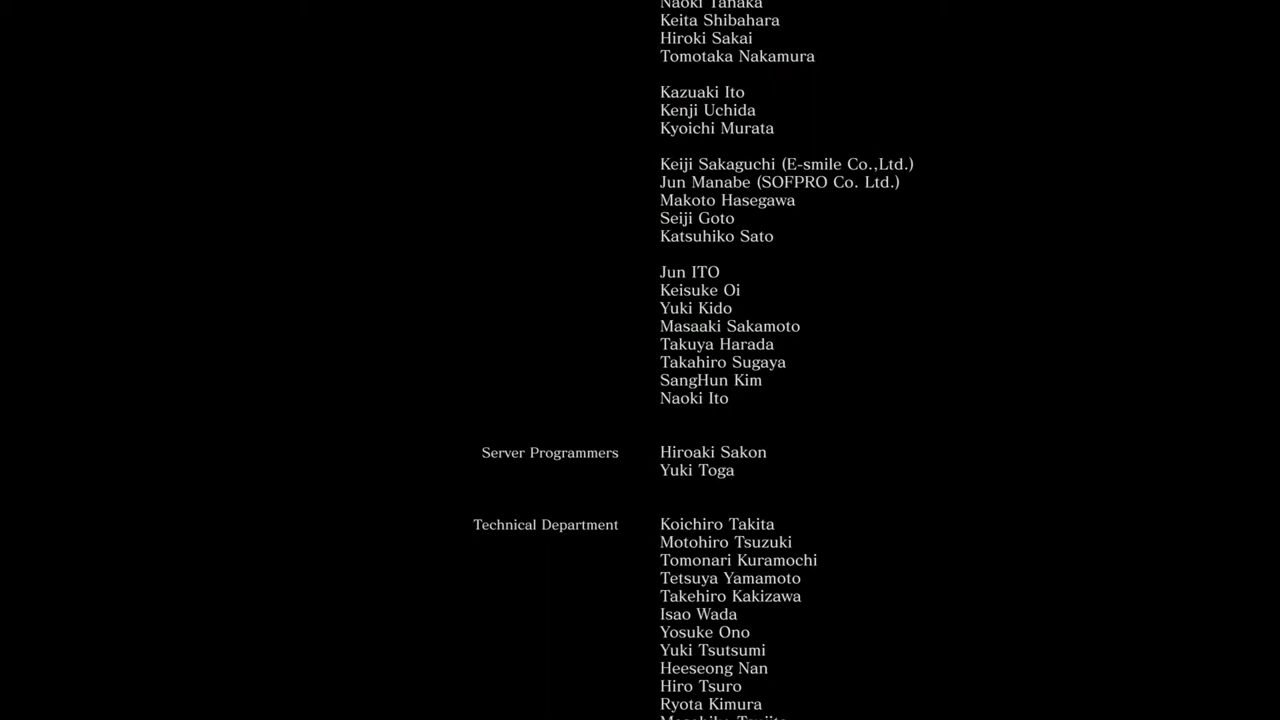 Naoki Tanaka
Keita Shibahara
Hiroki Sakai
Tomotaka Nakamura
Kazuaki Ito
Kenji Uchida
Kyoichi Murata
Keiji Sakaguchi (E-smile Co.,Ltd.)
Jun Manabe (SOFPRO Co. Ltd.)
Makoto Hasegawa
Seiji Goto
Katsuhiko Sato
Jun ITO
Keisuke Oi
Yuki Kido
Masaaki Sakamoto
Takuya Harada
Takahiro Sugaya
SangHun Kim
Naoki Ito
Server Programmers Hiroaki Sakon
Yuki Toga
Technical Department Koichiro Takita
Motohiro Tsuzuki
Tomonari Kuramochi
Tetsuya Yamamoto
Takehiro Kakizawa
Isao Wada
Yosuke Ono
Yuki Tsutsumi
Heeseong Nan
Hiro Tsuro
Ryota Kimura